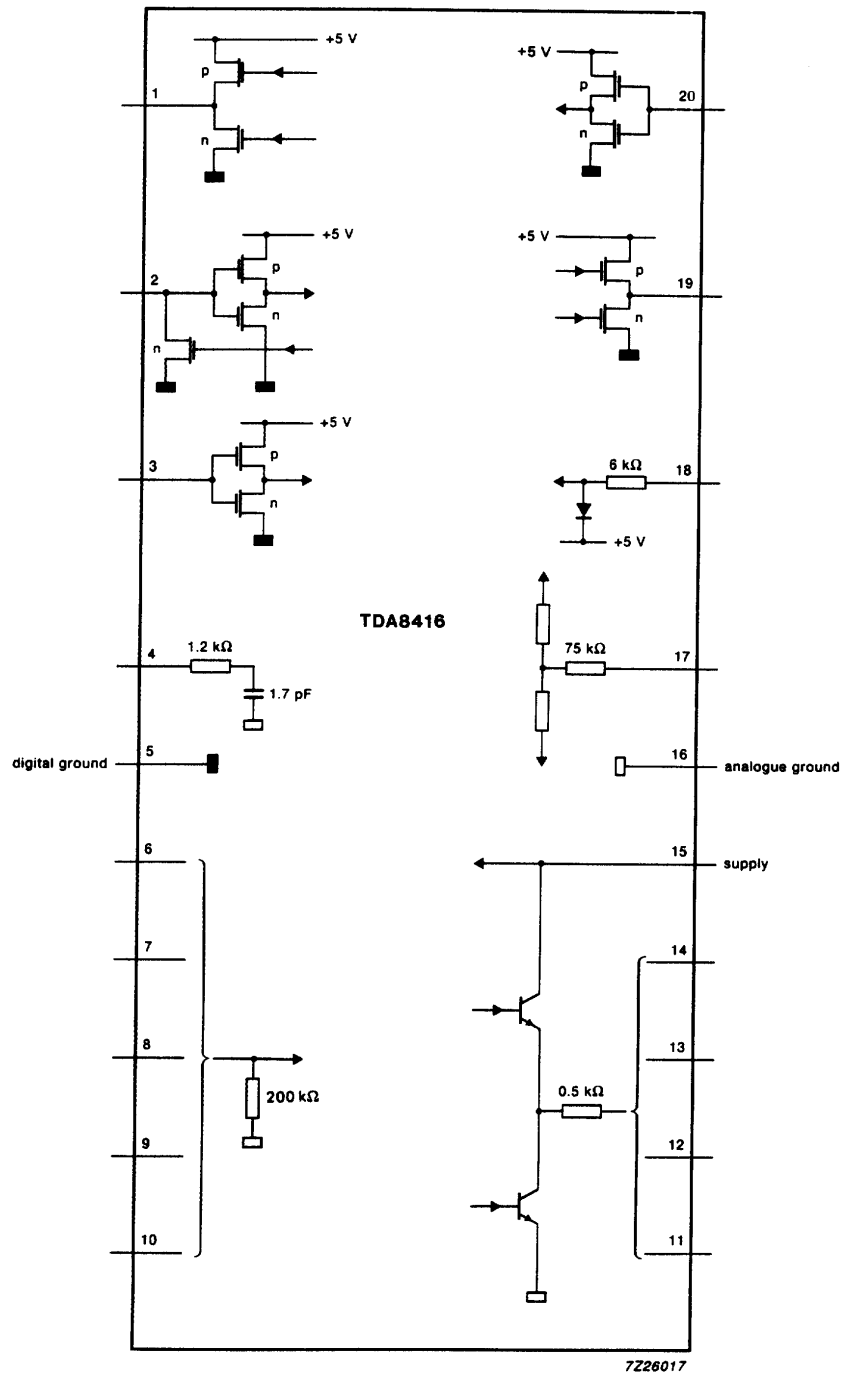 +5 V
+5 V
p
p
1
20
n
n
+5 V
+5 V
2
p
p
19
n
n
n
+5 V
3
p
6 kΩ
18
n
+5 V
TDA8416
4
1.2 kΩ
75 kΩ
17
1.7 pF
digital ground
5
16
analogue ground
6
15
supply
7
14
8
13
200 kΩ
0.5 kΩ
9
12
10
11
7Z26017